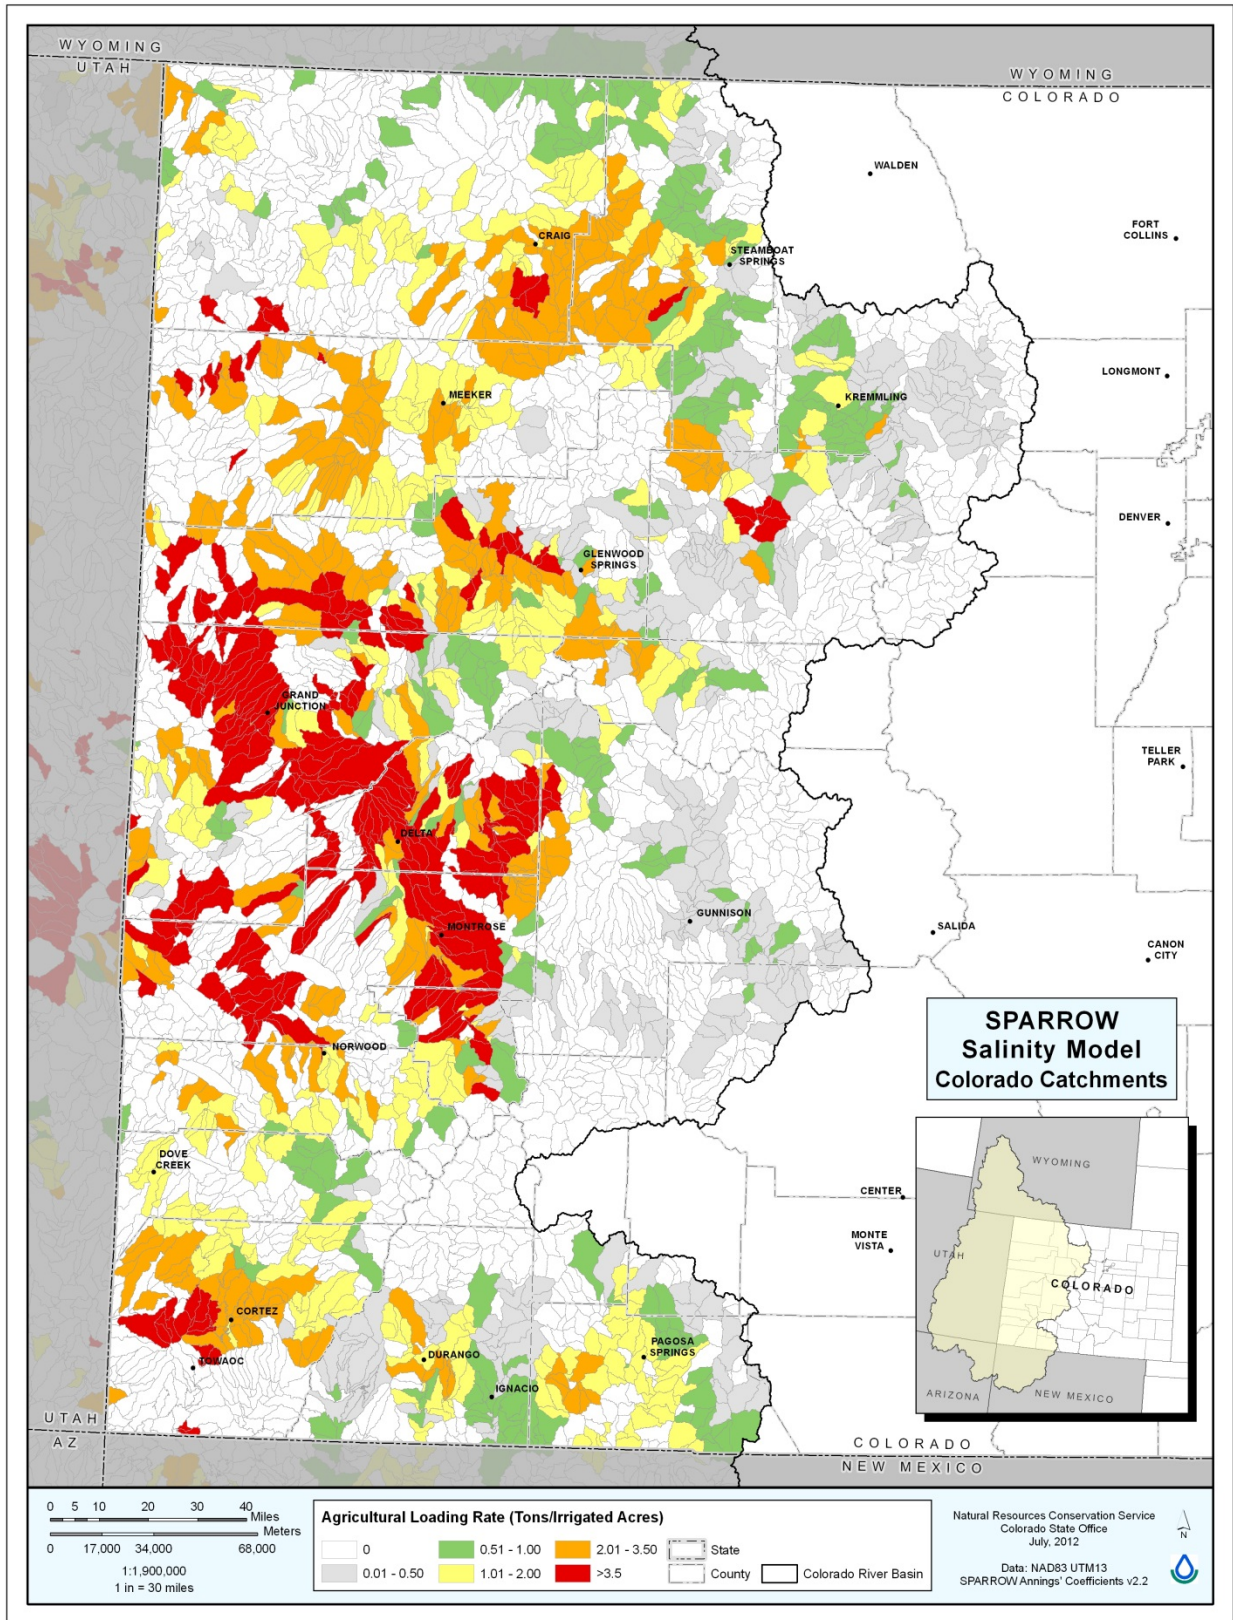 WYOMING
UTAH
WYOMING
COLORADO
WALDEN
FORT
COLLINS
CRAIG
STEAMBOAT
SPRINGS
LONGMONT
MEEKER
KREMMLING
DENVER
GLENWOOD
SPRINGS
GRAND
JUNCTION
TELLER
PARK
DELTA
GUNNISON
SALIDA
MONTROSE
CANON
CITY
SPARROW
Salinity Model
Colorado Catchments
NORWOOD
DOVE
CREEK
WYOMING
CENTER
MONTE
VISTA
UTAH
COLORADO
CORTEZ
PAGOSA
SPRINGS
DURANGO
TOWAOC
IGNACIO
ARIZONA
NEW MEXICO
UTAH
AZ
COLORADO
NEW MEXICO
0 5 10 20 30 40
Miles
Meters
0 17,000 34,000 68,000
1:1,900,000
1 in = 30 miles
Agricultural Loading Rate (Tons/Irrigated Acres)
0 0.51 - 1.00 2.01 - 3.50 State
0.01 - 0.50 1.01 - 2.00 >3.5 County Colorado River Basin
Natural Resources Conservation Service
Colorado State Office
July, 2012
Data: NAD83 UTM13
SPARROW Annings' Coefficients v2.2
N